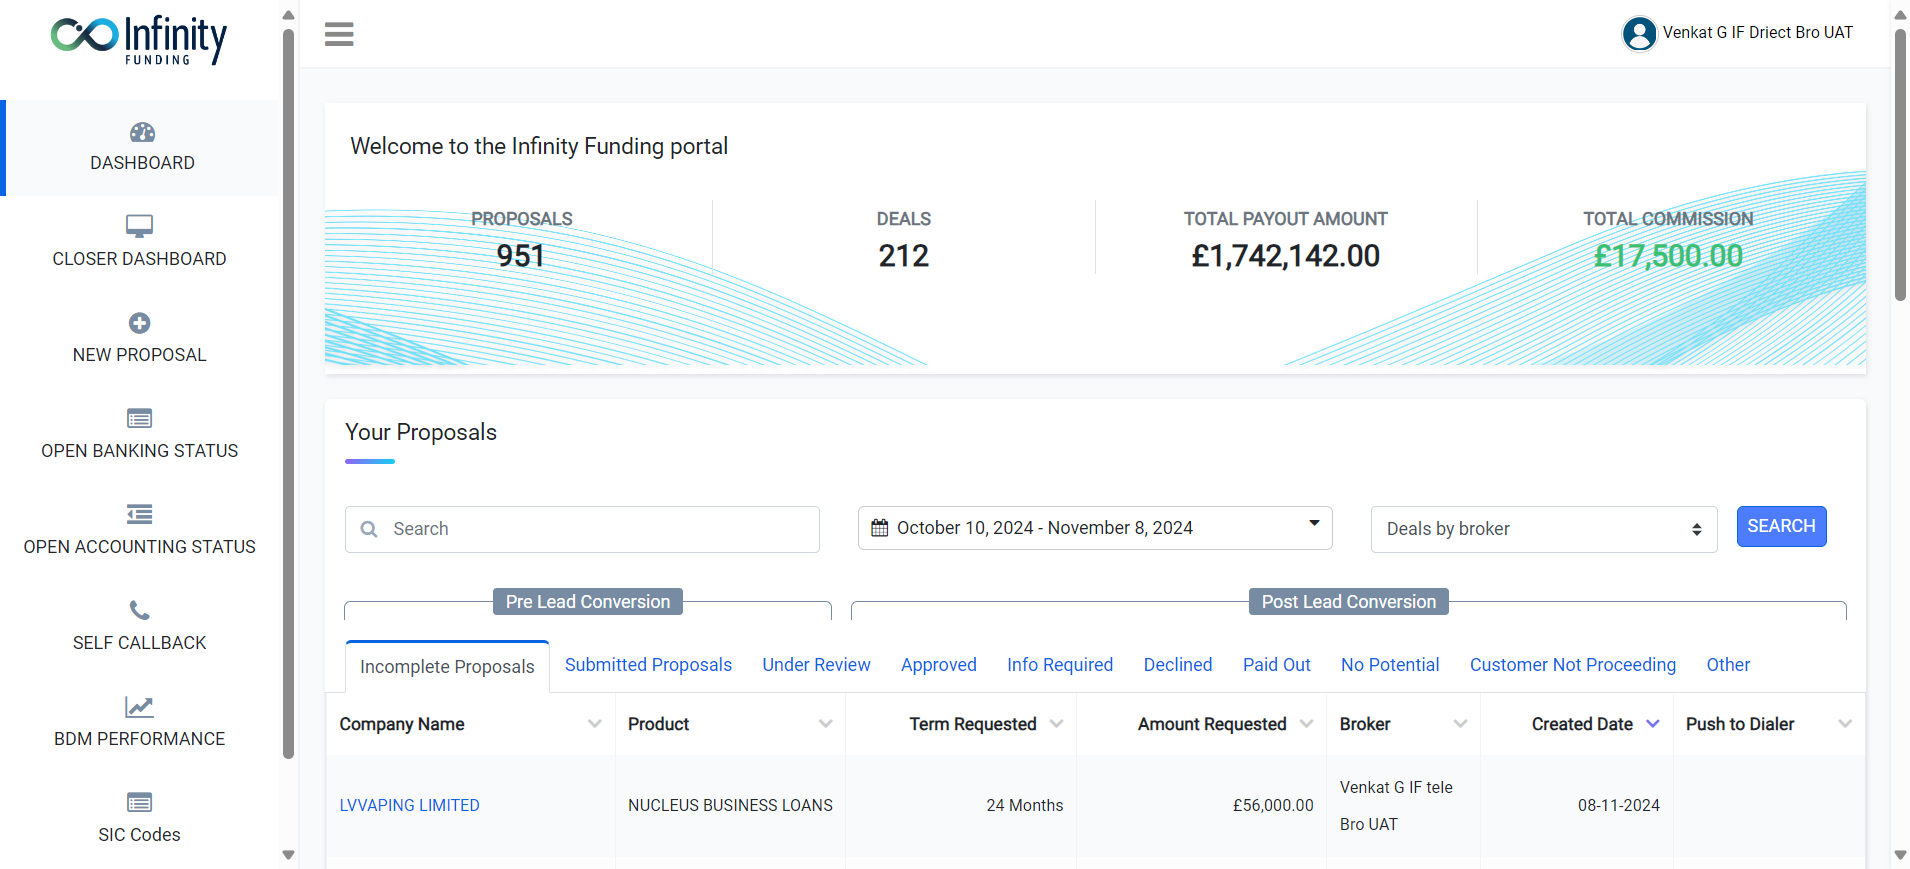 Infinity
FUNDING
Venkat G IF Driect Bro UAT
DASHBOARD
CLOSER DASHBOARD
NEW PROPOSAL
OPEN BANKING STATUS
OPEN ACCOUNTING STATUS
SELF CALLBACK
BDM PERFORMANCE
SIC Codes
Welcome to the Infinity Funding portal
PROPOSALS
951
DEALS
212
TOTAL PAYOUT AMOUNT
£1,742,142.00
TOTAL COMMISSION
£17,500.00
Your Proposals
Search
October 10, 2024 - November 8, 2024
Deals by broker
SEARCH
Pre Lead Conversion
Post Lead Conversion
Incomplete Proposals
Submitted Proposals
Under Review
Approved
Info Required
Declined
Paid Out
No Potential
Customer Not Proceeding
Other
Company Name
Product
Term Requested
Amount Requested
Broker
Created Date
Push to Dialer
LVVAPING LIMITED
NUCLEUS BUSINESS LOANS
24 Months
£56,000.00
Venkat G IF tele
Bro UAT
08-11-2024